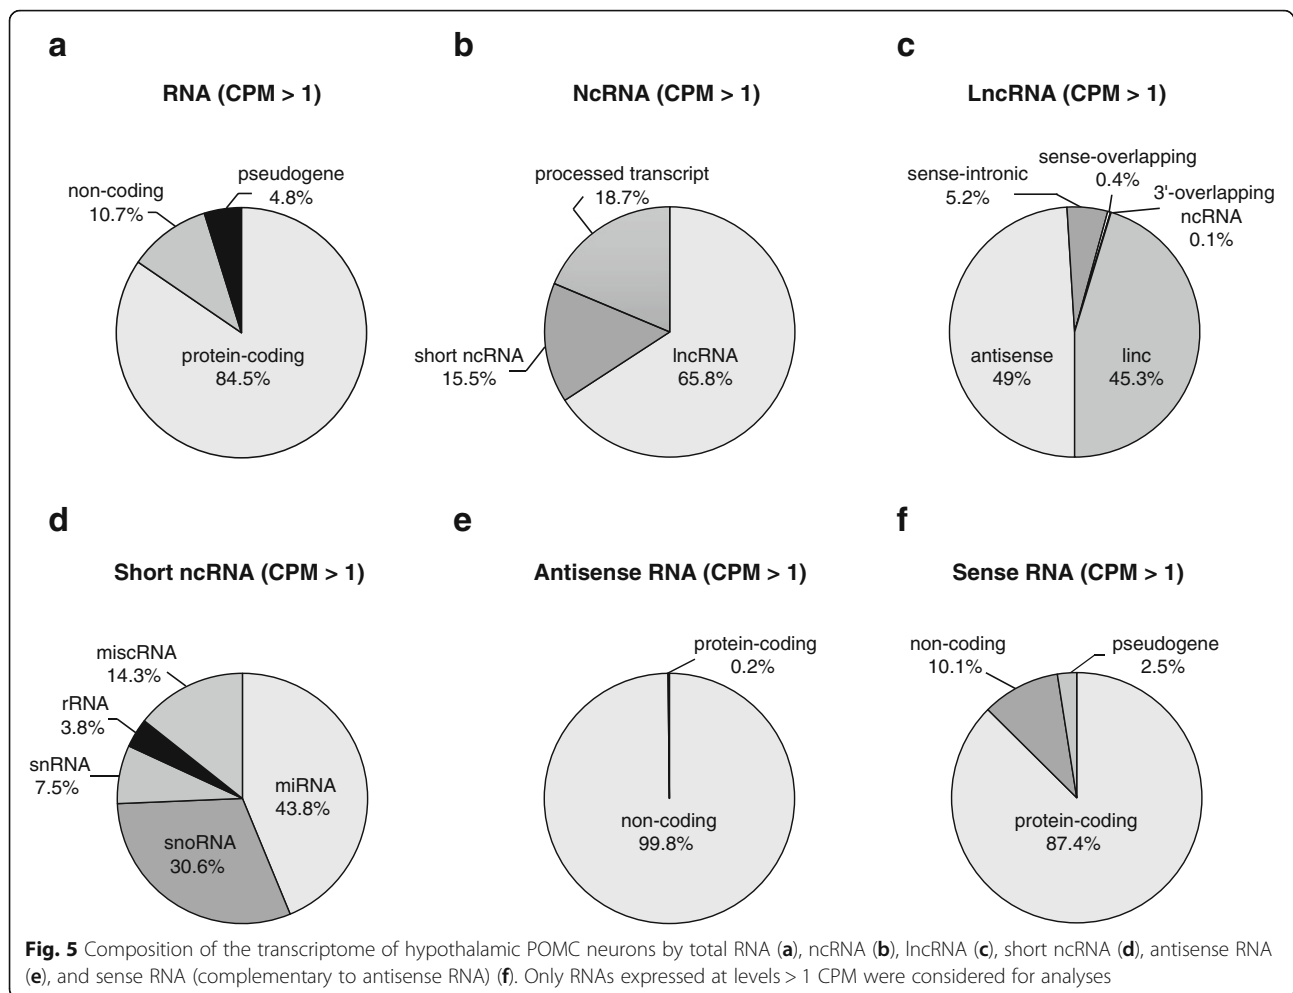 a
RNA (CPM > 1)
pseudogene
4.8%
non-coding
10.7%
protein-coding
84.5%
b
NcRNA (CPM > 1)
processed transcript
18.7%
short ncRNA
15.5%
lncRNA
65.8%
c
LncRNA (CPM > 1)
sense-overlapping
0.4%
sense-intronic
5.2%
3'-overlapping
ncRNA
0.1%
antisense
49%
linc
45.3%
d
Short ncRNA (CPM > 1)
miscRNA
14.3%
rRNA
3.8%
snRNA
7.5%
miRNA
43.8%
snoRNA
30.6%
e
Antisense RNA (CPM > 1)
protein-coding
0.2%
non-coding
99.8%
f
Sense RNA (CPM > 1)
non-coding
10.1%
pseudogene
2.5%
protein-coding
87.4%
Fig. 5 Composition of the transcriptome of hypothalamic POMC neurons by total RNA (a), ncRNA (b), lncRNA (c), short ncRNA (d), antisense RNA
(e), and sense RNA (complementary to antisense RNA) (f). Only RNAs expressed at levels > 1 CPM were considered for analyses